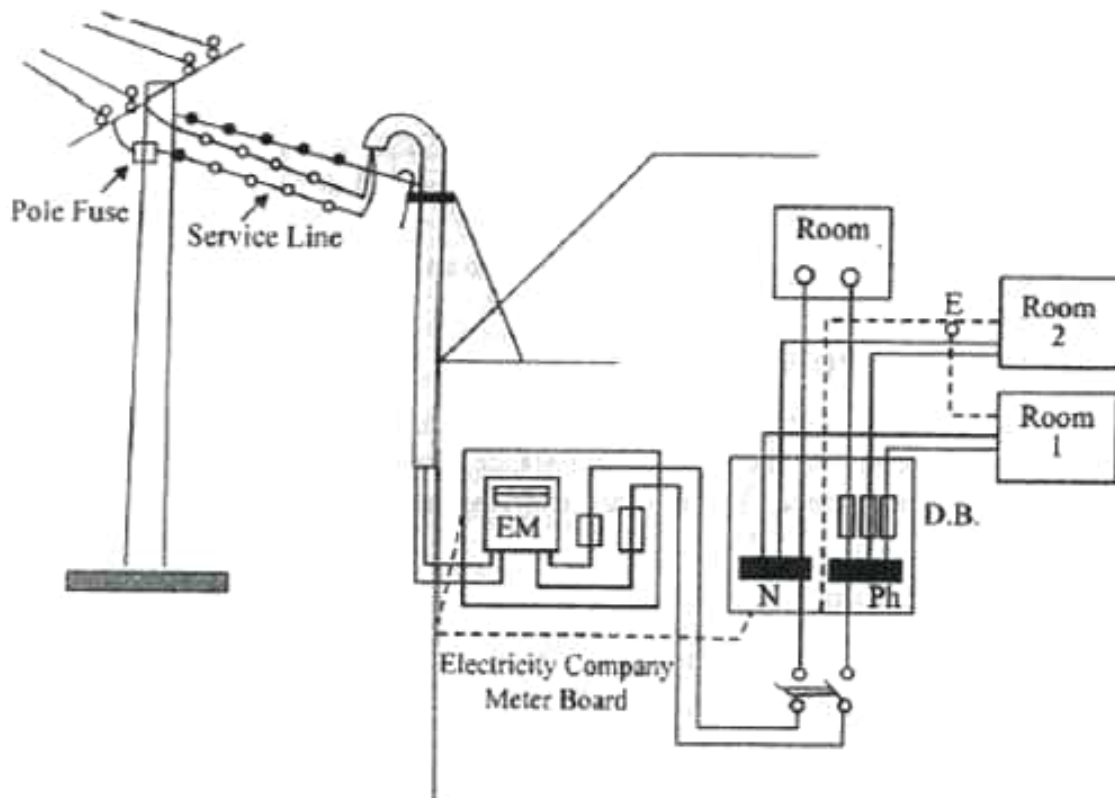 Pole Fuse
Service Line
Room
E
Room
2
Room
1
EM
D.B.
N
Ph
Electricity Company
Meter Board